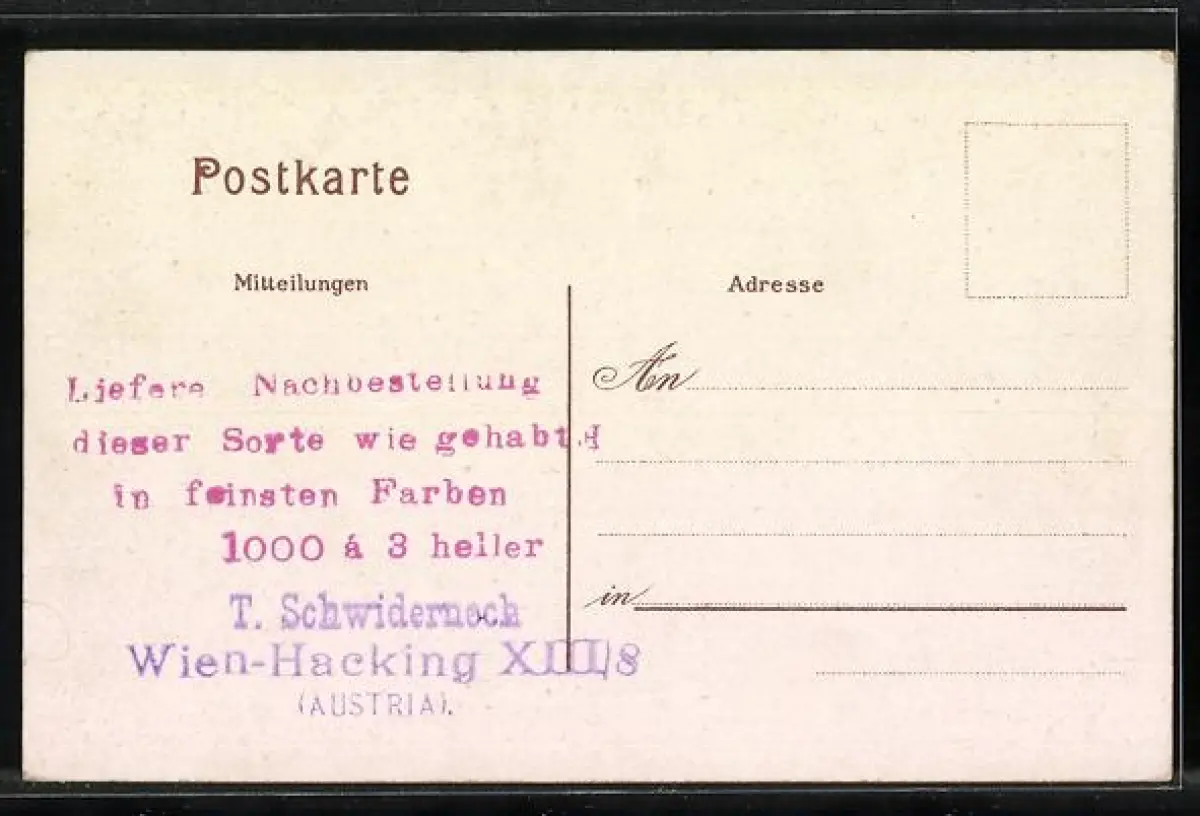 Postkarte
Mitteilungen
Adresse
Liefere Nachbestellung
dieser Sorte wie gehabt
in feinsten Farben
1000 á 3 heller
T. Schwidernoch
Wien-Hacking XIII/8
(AUSTRIA).
An
in